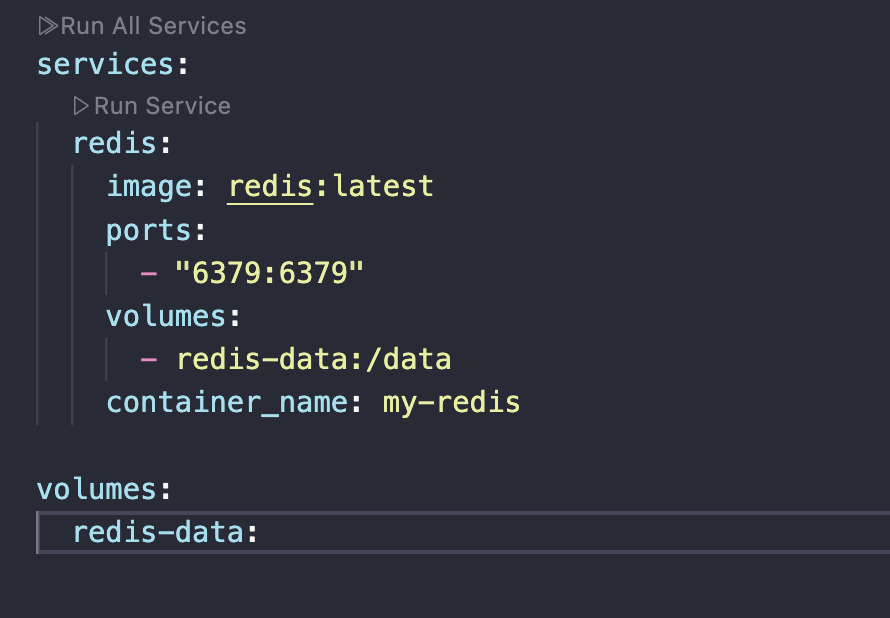 Run All Services
services:
Run Service
redis:
image: redis:latest
ports:
- "6379:6379"
volumes:
- redis-data:/data
container_name: my-redis
volumes:
redis-data: